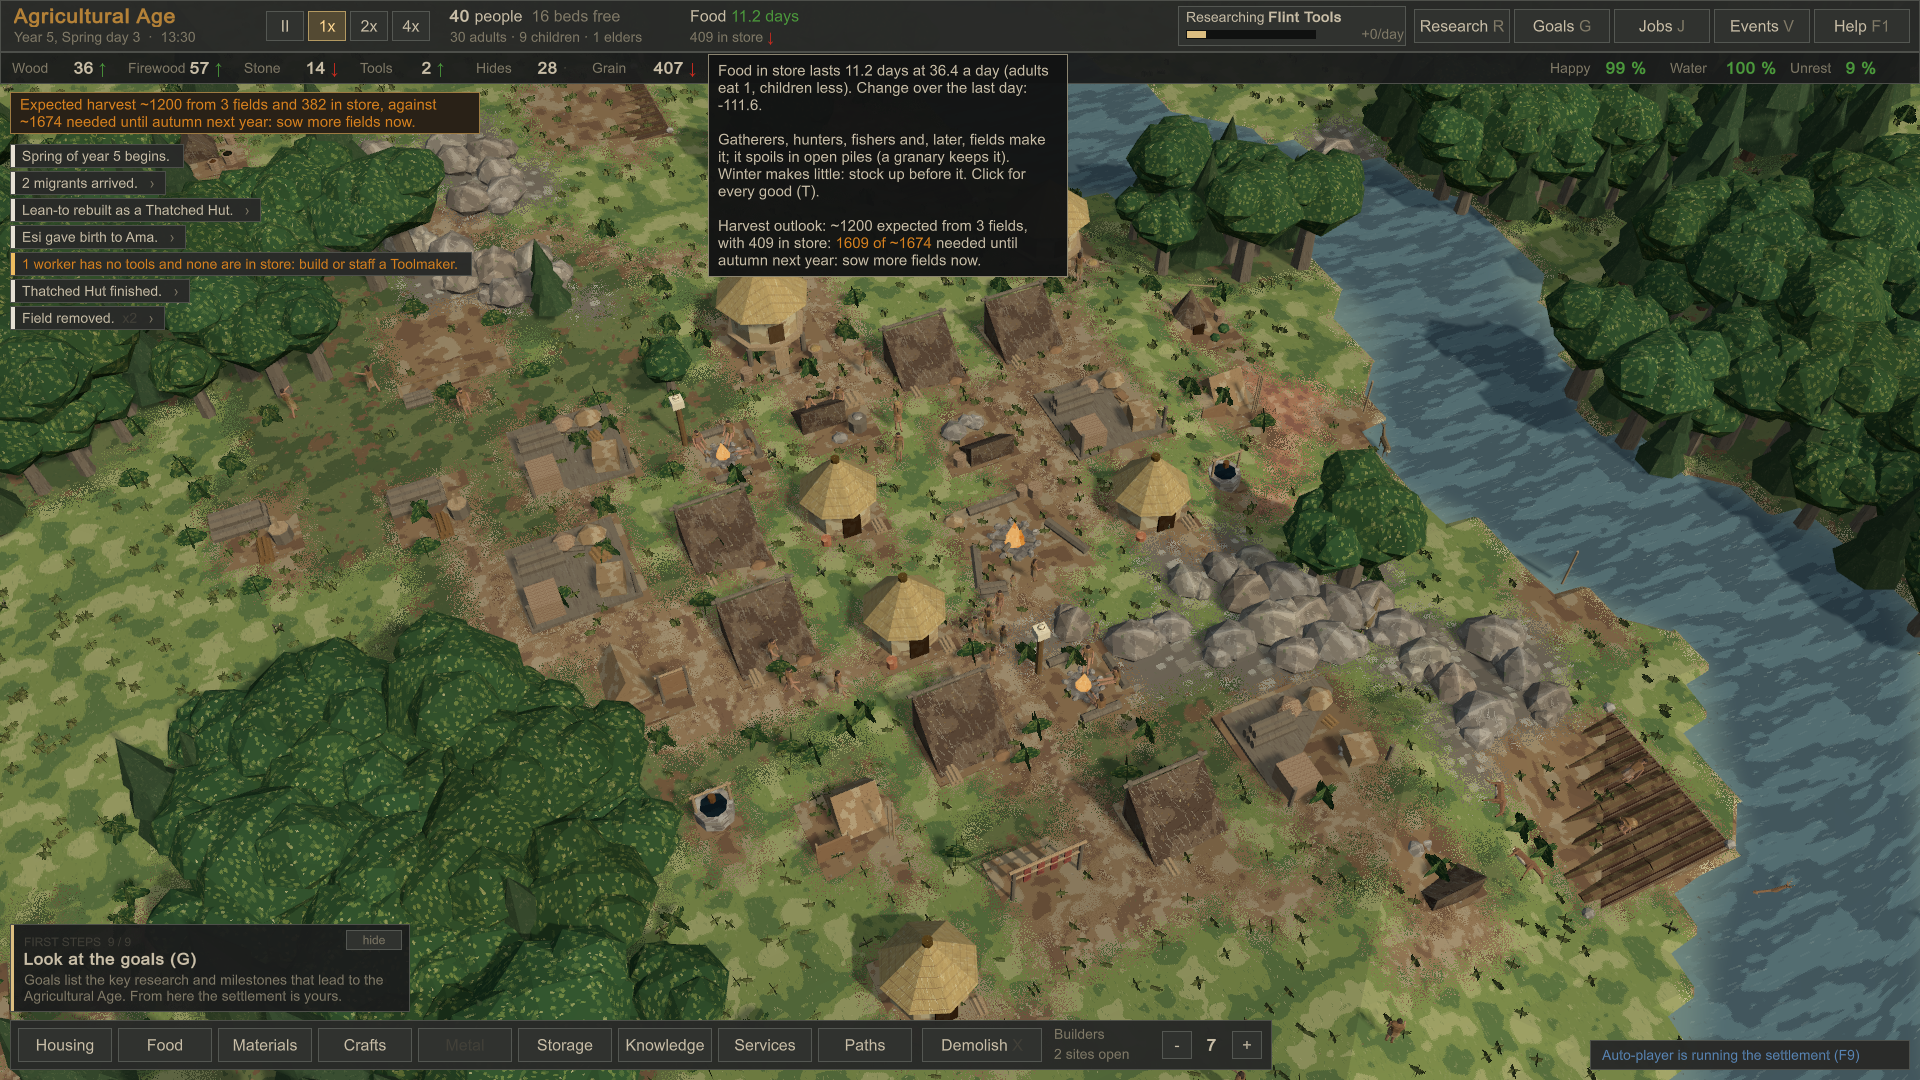 Agricultural Age
Year 5, Spring day 3 · 13:30
II
1x
2x
4x
40 people 16 beds free
30 adults · 9 children · 1 elders
Food 11.2 days
409 in store ↓
Researching Flint Tools
+0/day
Research R
Goals G
Jobs J
Events V
Help F1
Wood 36 ↑
Firewood 57 ↑
Stone 14 ↓
Tools 2 ↑
Hides 28
Grain 407 ↓
Happy 99 %
Water 100 %
Unrest 9 %
Food in store lasts 11.2 days at 36.4 a day (adults
eat 1, children less). Change over the last day:
-111.6.
Gatherers, hunters, fishers and, later, fields make
it; it spoils in open piles (a granary keeps it).
Winter makes little: stock up before it. Click for
every good (T).
Harvest outlook: ~1200 expected from 3 fields,
with 409 in store: 1609 of ~1674 needed until
autumn next year: sow more fields now.
Expected harvest ~1200 from 3 fields and 382 in store, against
~1674 needed until autumn next year: sow more fields now.
Spring of year 5 begins.
2 migrants arrived. ›
Lean-to rebuilt as a Thatched Hut. ›
Esi gave birth to Ama. ›
1 worker has no tools and none are in store: build or staff a Toolmaker.
Thatched Hut finished. ›
Field removed. x2 ›
FIRST STEPS 9 / 9
hide
Look at the goals (G)
Goals list the key research and milestones that lead to the
Agricultural Age. From here the settlement is yours.
Housing
Food
Materials
Crafts
Metal
Storage
Knowledge
Services
Paths
Demolish X
Builders
2 sites open
-
7
+
Auto-player is running the settlement (F9)